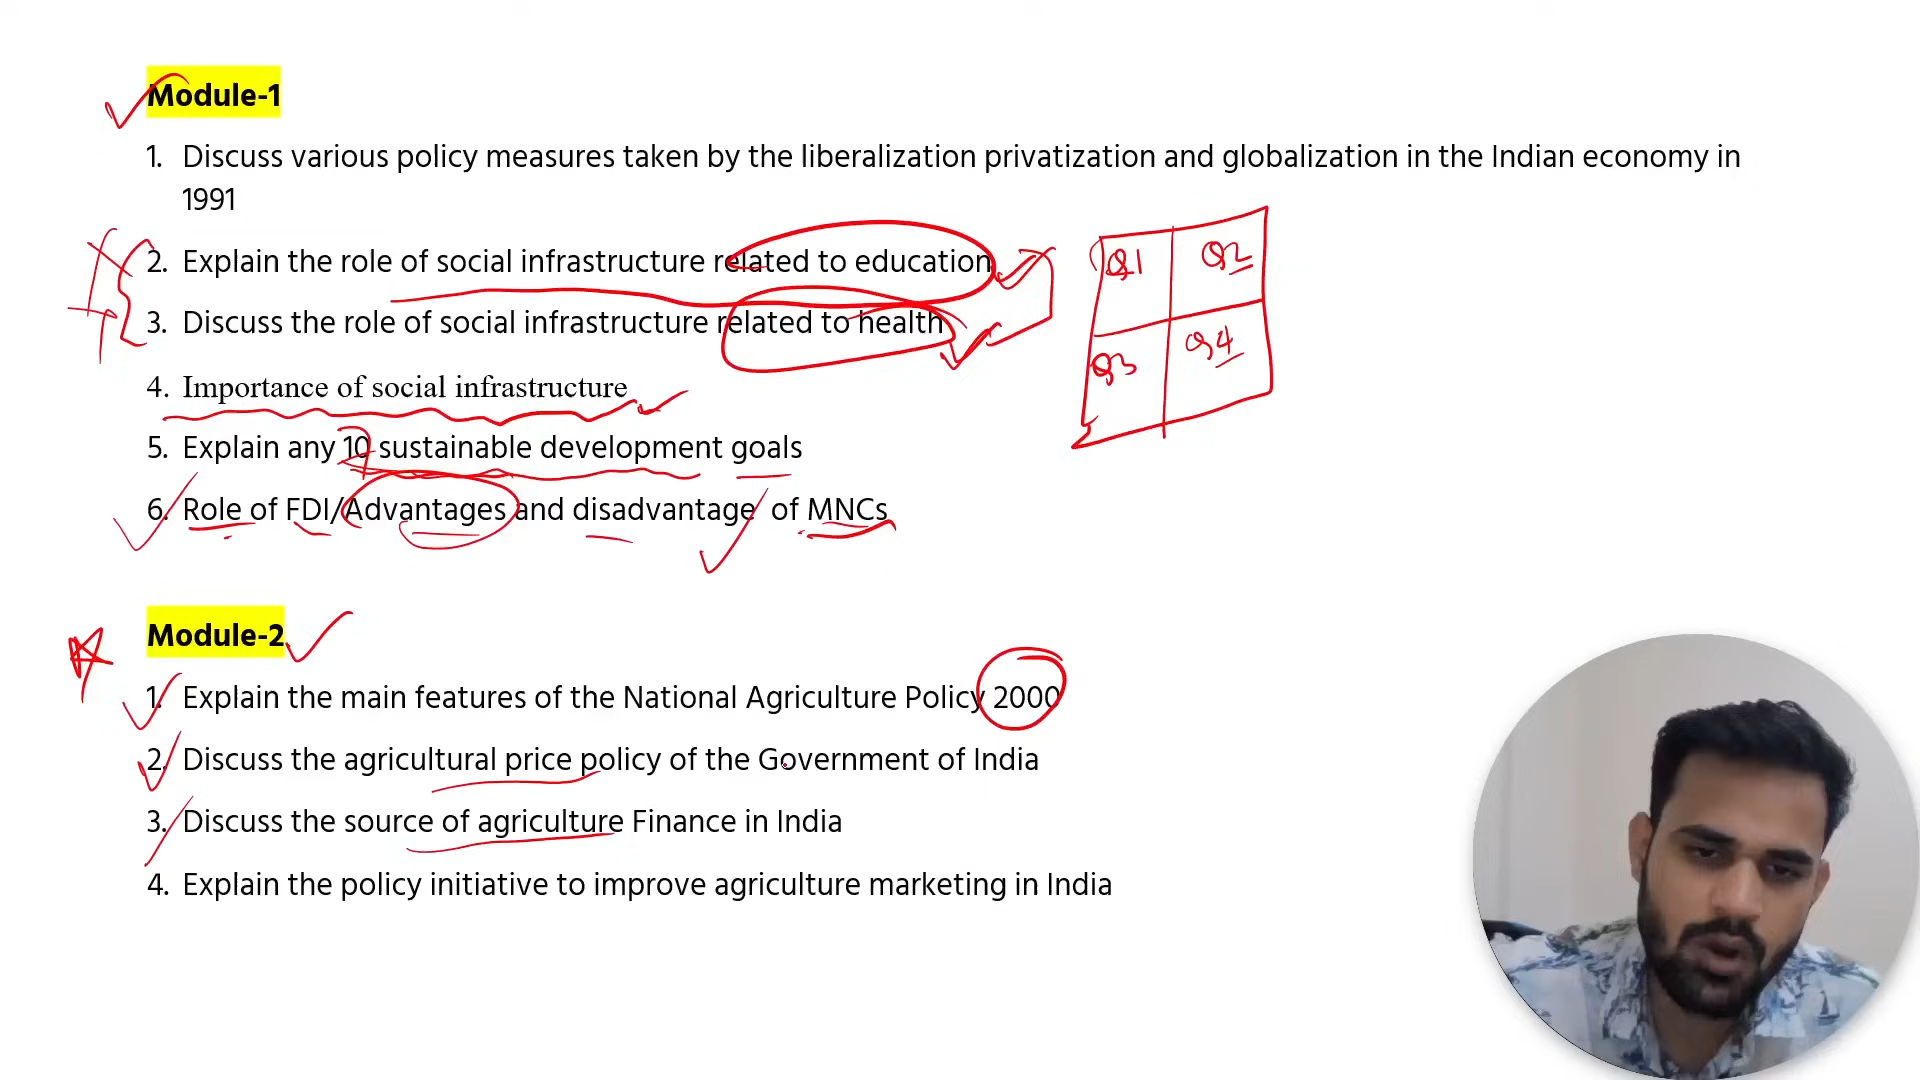 Module-1
1. Discuss various policy measures taken by the liberalization privatization and globalization in the Indian economy in
1991
2. Explain the role of social infrastructure related to education
3. Discuss the role of social infrastructure related to health
4. Importance of social infrastructure
5. Explain any 10 sustainable development goals
6. Role of FDI/Advantages and disadvantage of MNCs
Q1 Q2
Q3 Q4
Module-2
1. Explain the main features of the National Agriculture Policy 2000
2. Discuss the agricultural price policy of the Government of India
3. Discuss the source of agriculture Finance in India
4. Explain the policy initiative to improve agriculture marketing in India